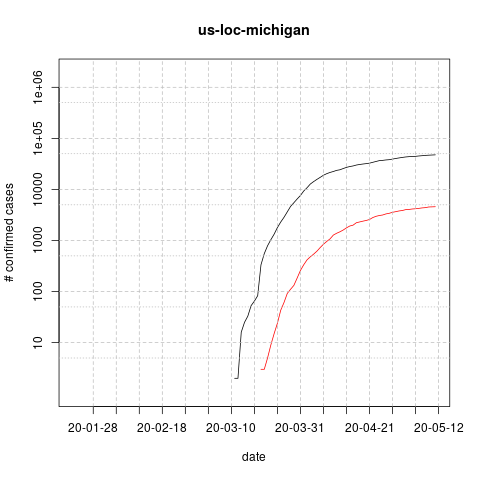 us-loc-michigan
# confirmed cases
1e+06
1e+05
10000
1000
100
10
20-01-28 20-02-18 20-03-10 20-03-31 20-04-21 20-05-12
date